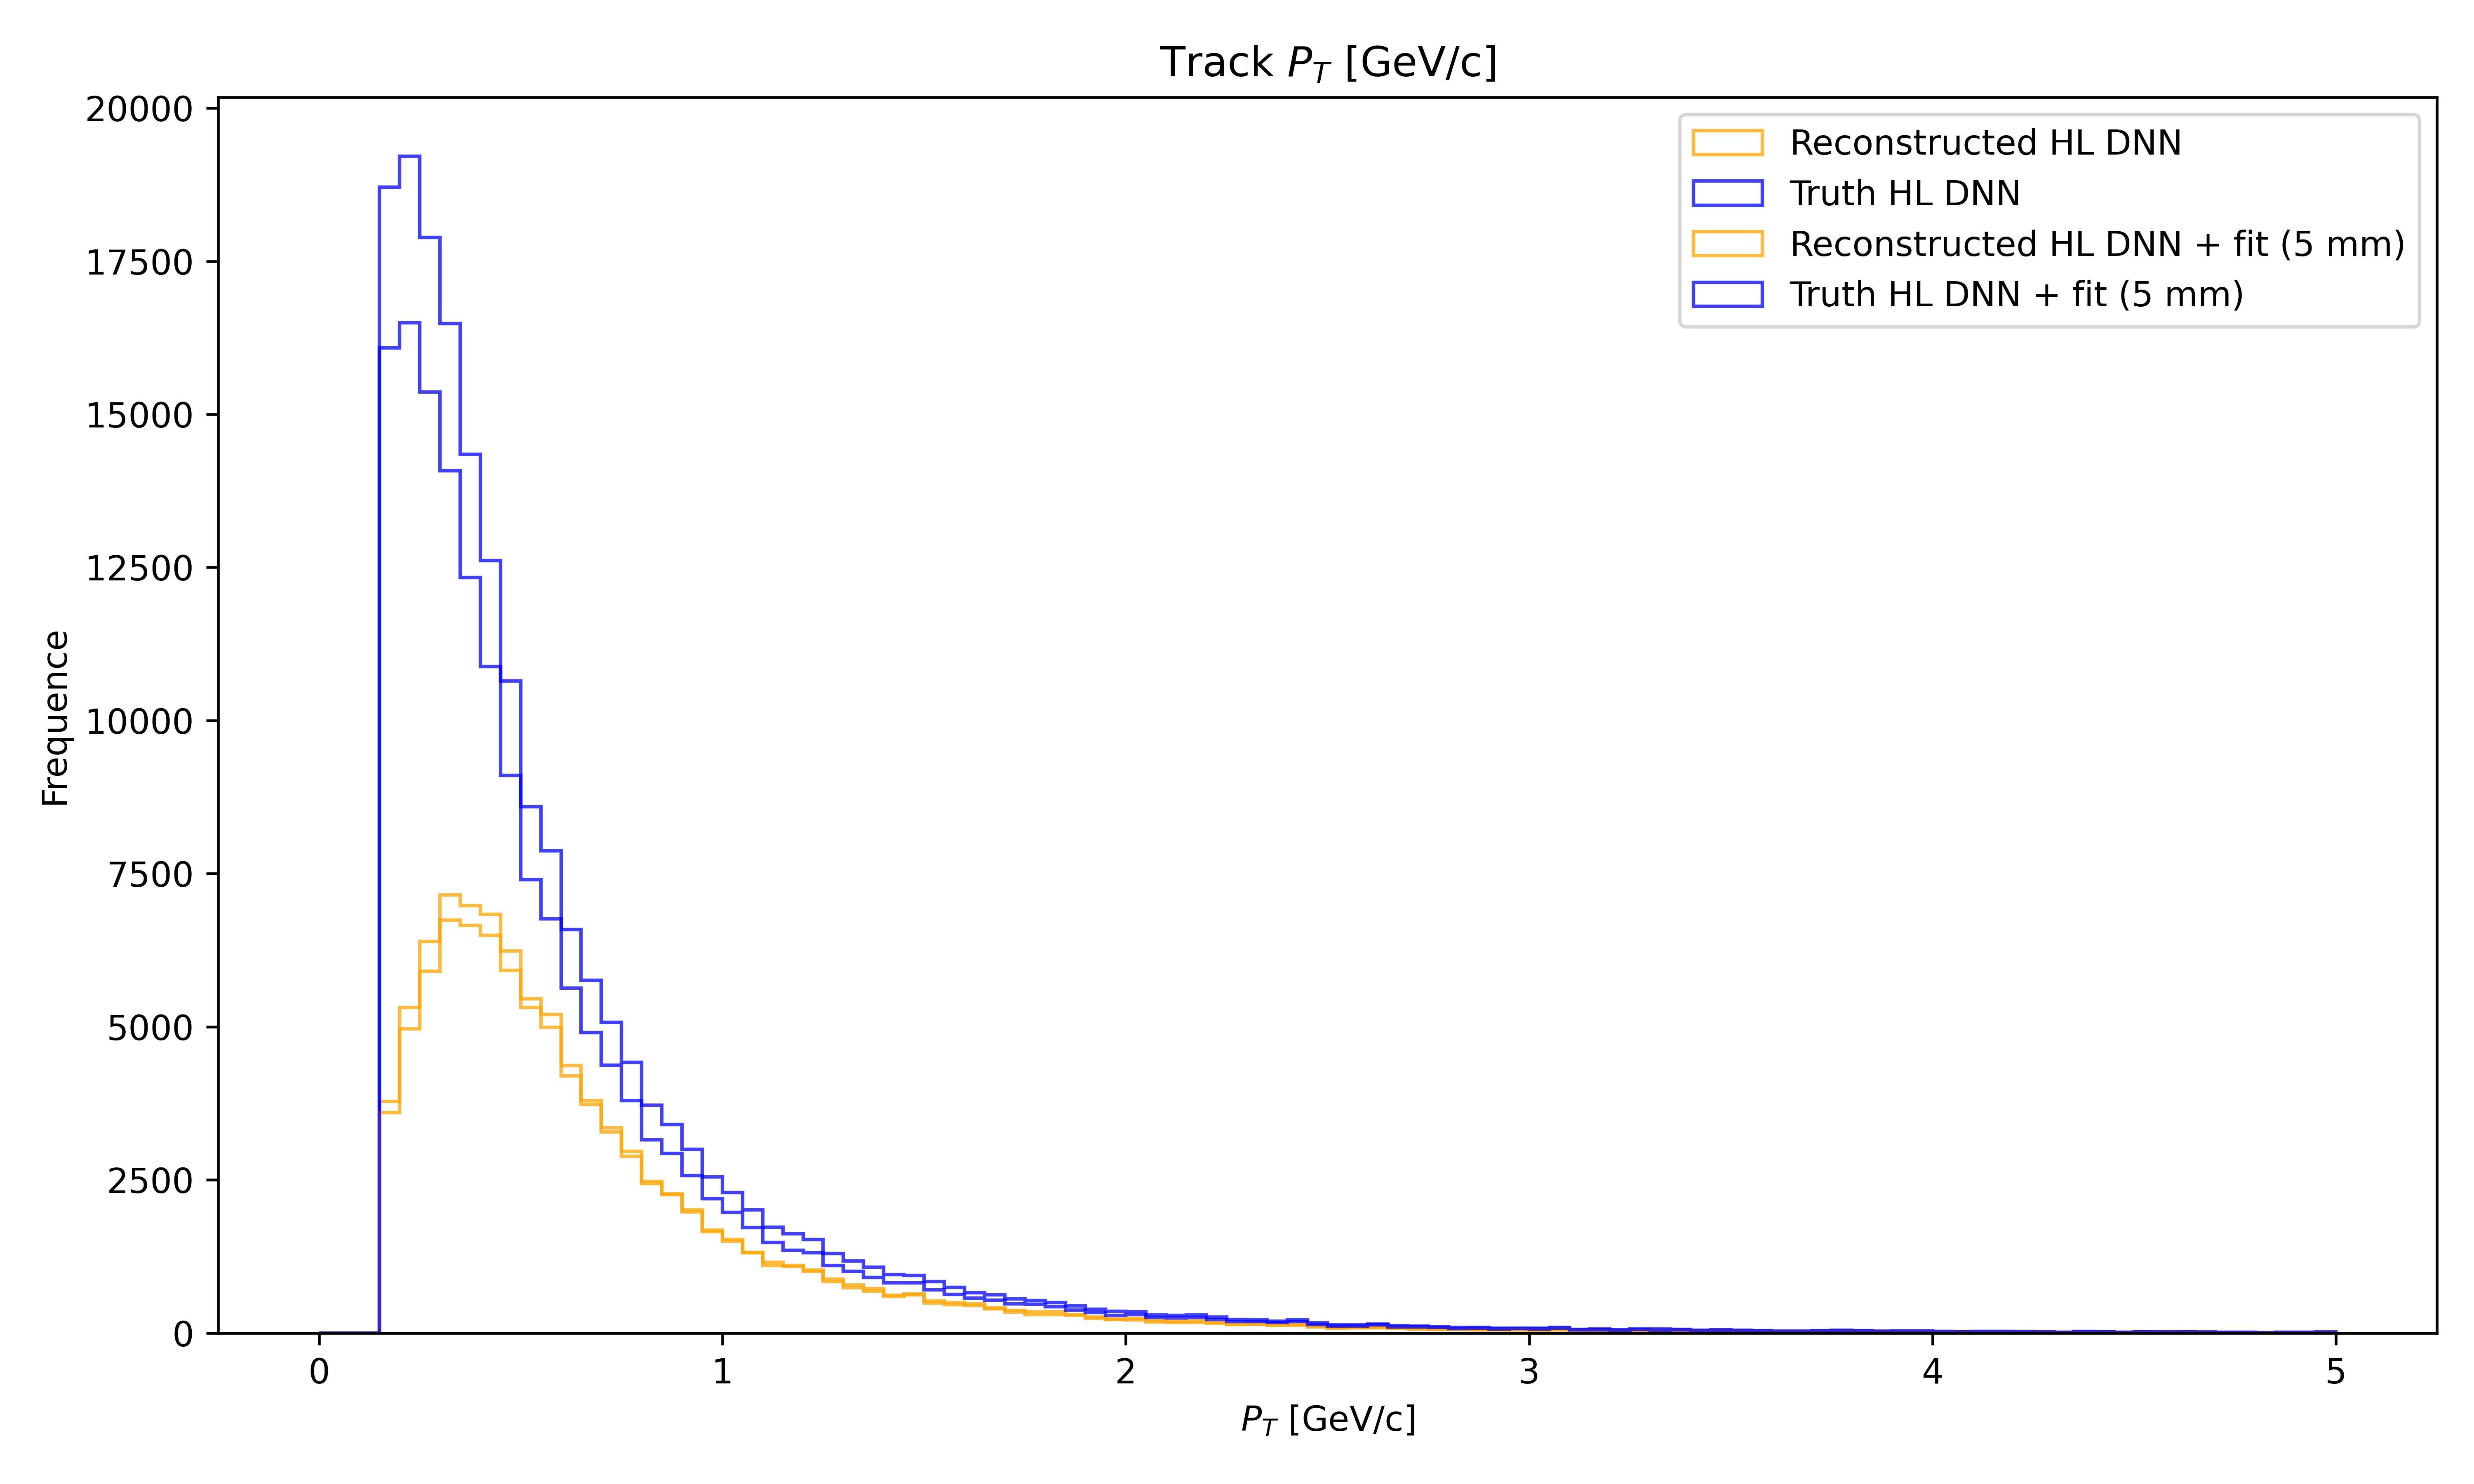 Track P_T [GeV/c]
20000
17500
15000
12500
10000
7500
5000
2500
0
Frequence
Reconstructed HL DNN
Truth HL DNN
Reconstructed HL DNN + fit (5 mm)
Truth HL DNN + fit (5 mm)
0 1 2 3 4 5
P_T [GeV/c]